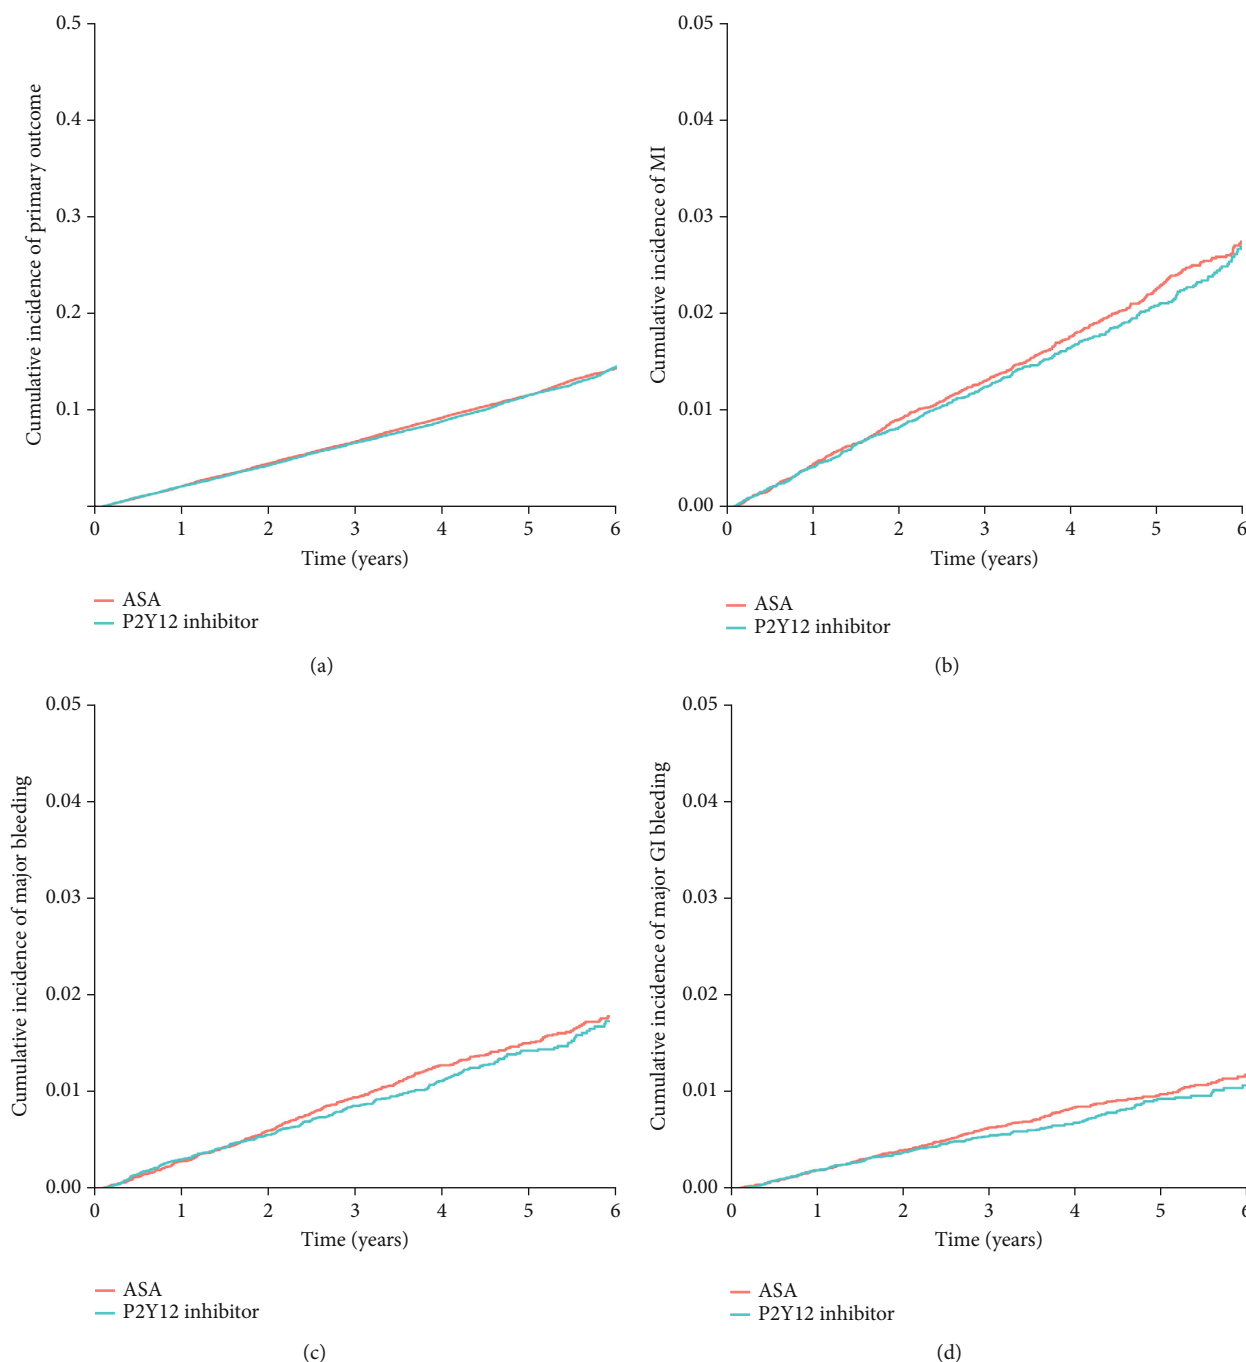 Cumulative incidence of primary outcome
0.5
0.4
0.3
0.2
0.1
0 1 2 3 4 5 6
Time (years)
ASA
P2Y12 inhibitor
(a)
Cumulative incidence of MI
0.05
0.04
0.03
0.02
0.01
0.00
0 1 2 3 4 5 6
Time (years)
ASA
P2Y12 inhibitor
(b)
Cumulative incidence of major bleeding
0.05
0.04
0.03
0.02
0.01
0.00
0 1 2 3 4 5 6
Time (years)
ASA
P2Y12 inhibitor
(c)
Cumulative incidence of major GI bleeding
0.05
0.04
0.03
0.02
0.01
0.00
0 1 2 3 4 5 6
Time (years)
ASA
P2Y12 inhibitor
(d)